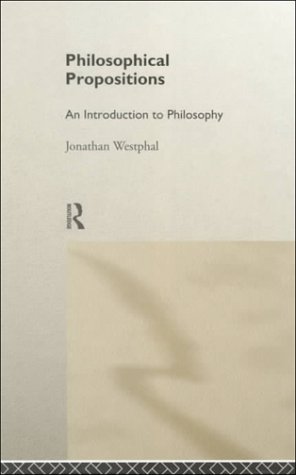 Philosophical
Propositions
An Introduction to Philosophy
Jonathan Westphal
ROUTLEDGE